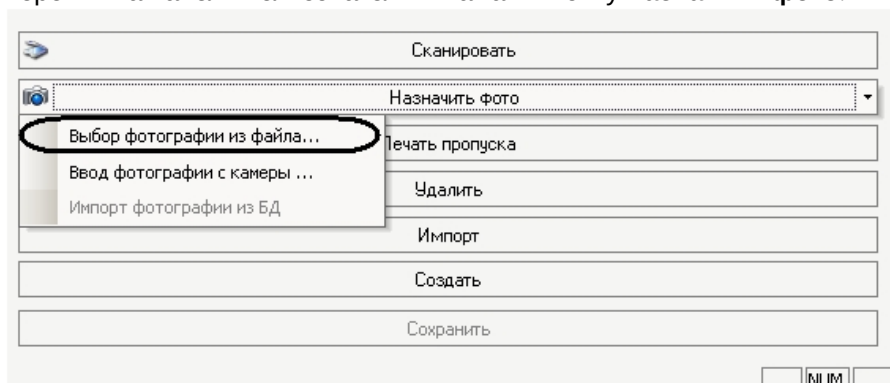 Сканировать
Назначить фото
Выбор фотографии из файла...
Печать пропуска
Ввод фотографии с камеры ...
Удалить
Импорт фотографии из БД
Импорт
Создать
Сохранить
NUM